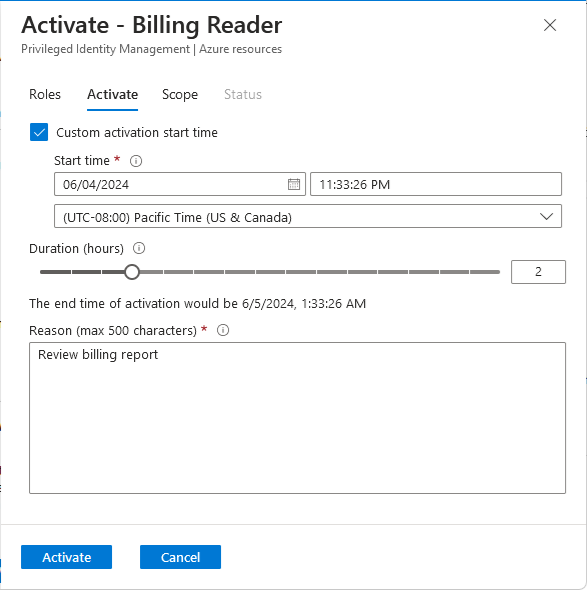 Activate - Billing Reader
Privileged Identity Management | Azure resources
Roles Activate Scope Status
Custom activation start time
Start time *
06/04/2024 11:33:26 PM
(UTC-08:00) Pacific Time (US & Canada)
Duration (hours)
2
The end time of activation would be 6/5/2024, 1:33:26 AM
Reason (max 500 characters) *
Review billing report
Activate Cancel